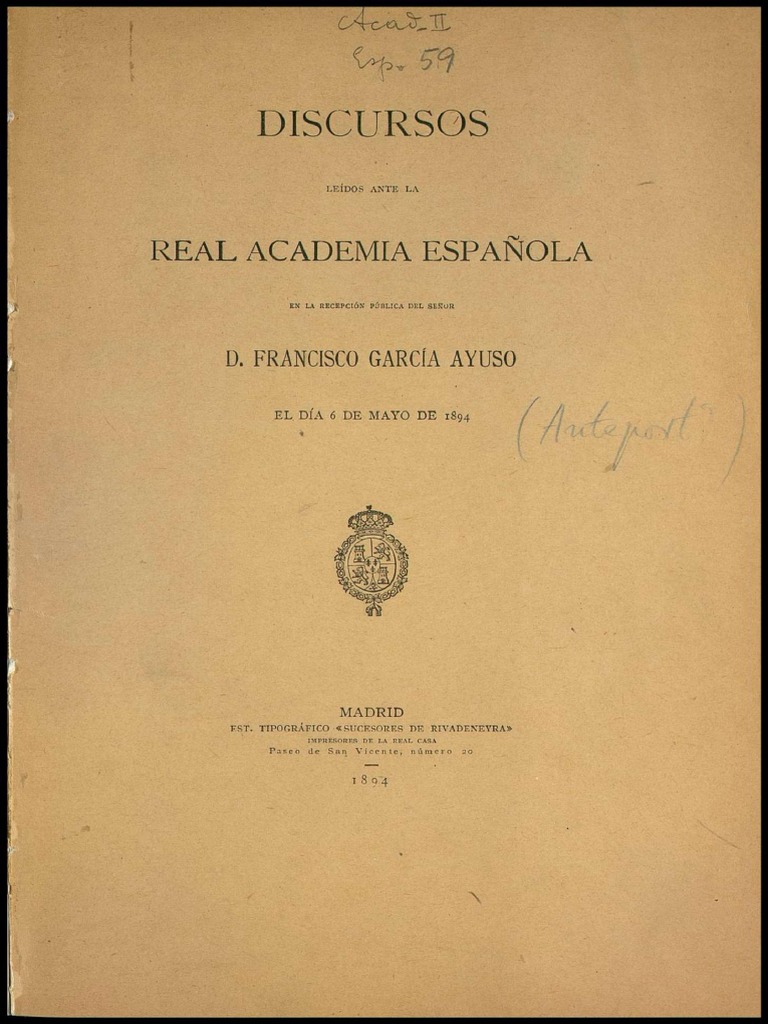 Acad. II
Esp. 59
DISCURSOS
LEÍDOS ANTE LA
REAL ACADEMIA ESPAÑOLA
EN LA RECEPCIÓN PÚBLICA DEL SEÑOR
D. FRANCISCO GARCÍA AYUSO
EL DÍA 6 DE MAYO DE 1894
(Anteport.ª)
MADRID
EST. TIPOGRÁFICO «SUCESORES DE RIVADENEYRA»
IMPRESORES DE LA REAL CASA
Paseo de San Vicente, número 20
1894